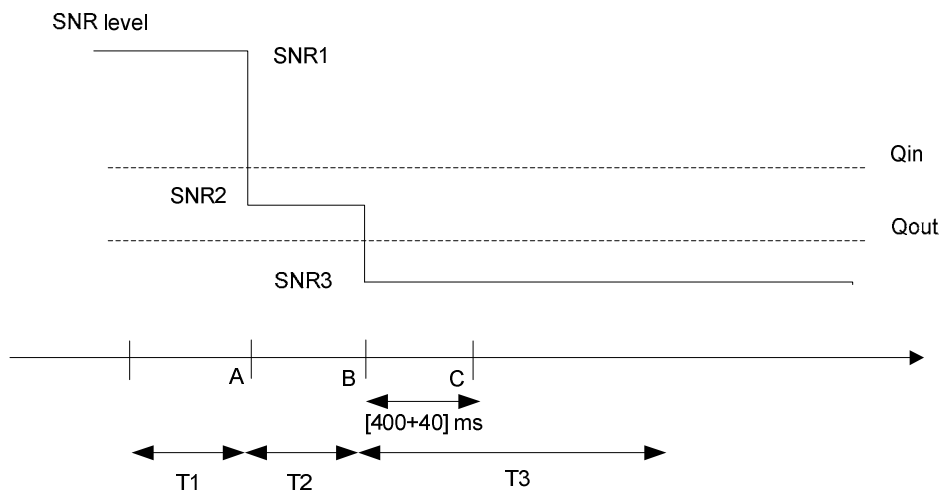 SNR level
SNR1
Qin
SNR2
Qout
SNR3
A
B
C
[400+40] ms
T1
T2
T3